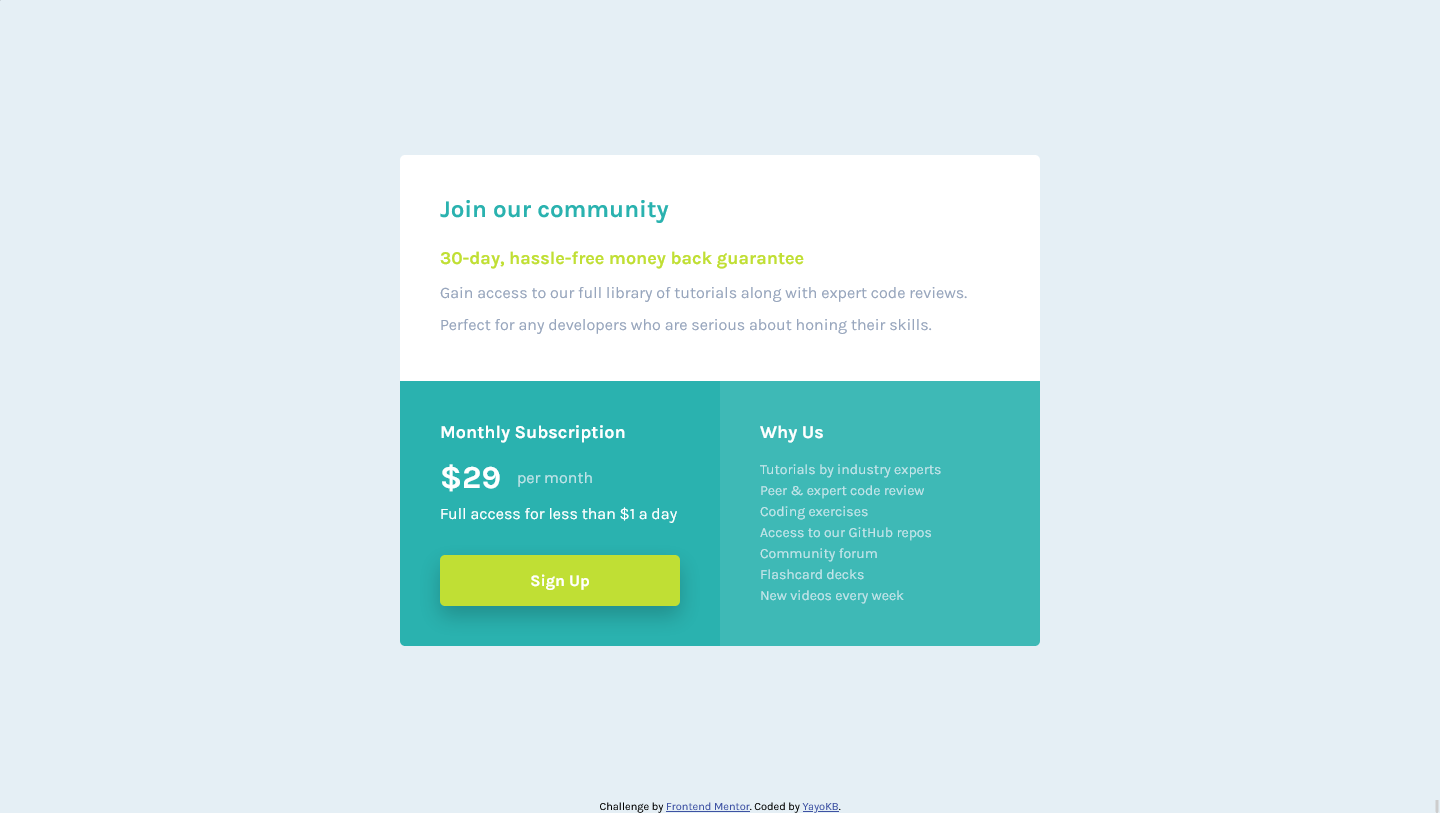 Join our community
30-day, hassle-free money back guarantee
Gain access to our full library of tutorials along with expert code reviews.
Perfect for any developers who are serious about honing their skills.
Monthly Subscription
$29 per month
Full access for less than $1 a day
Sign Up
Why Us
Tutorials by industry experts
Peer & expert code review
Coding exercises
Access to our GitHub repos
Community forum
Flashcard decks
New videos every week
Challenge by Frontend Mentor. Coded by YayoKB.